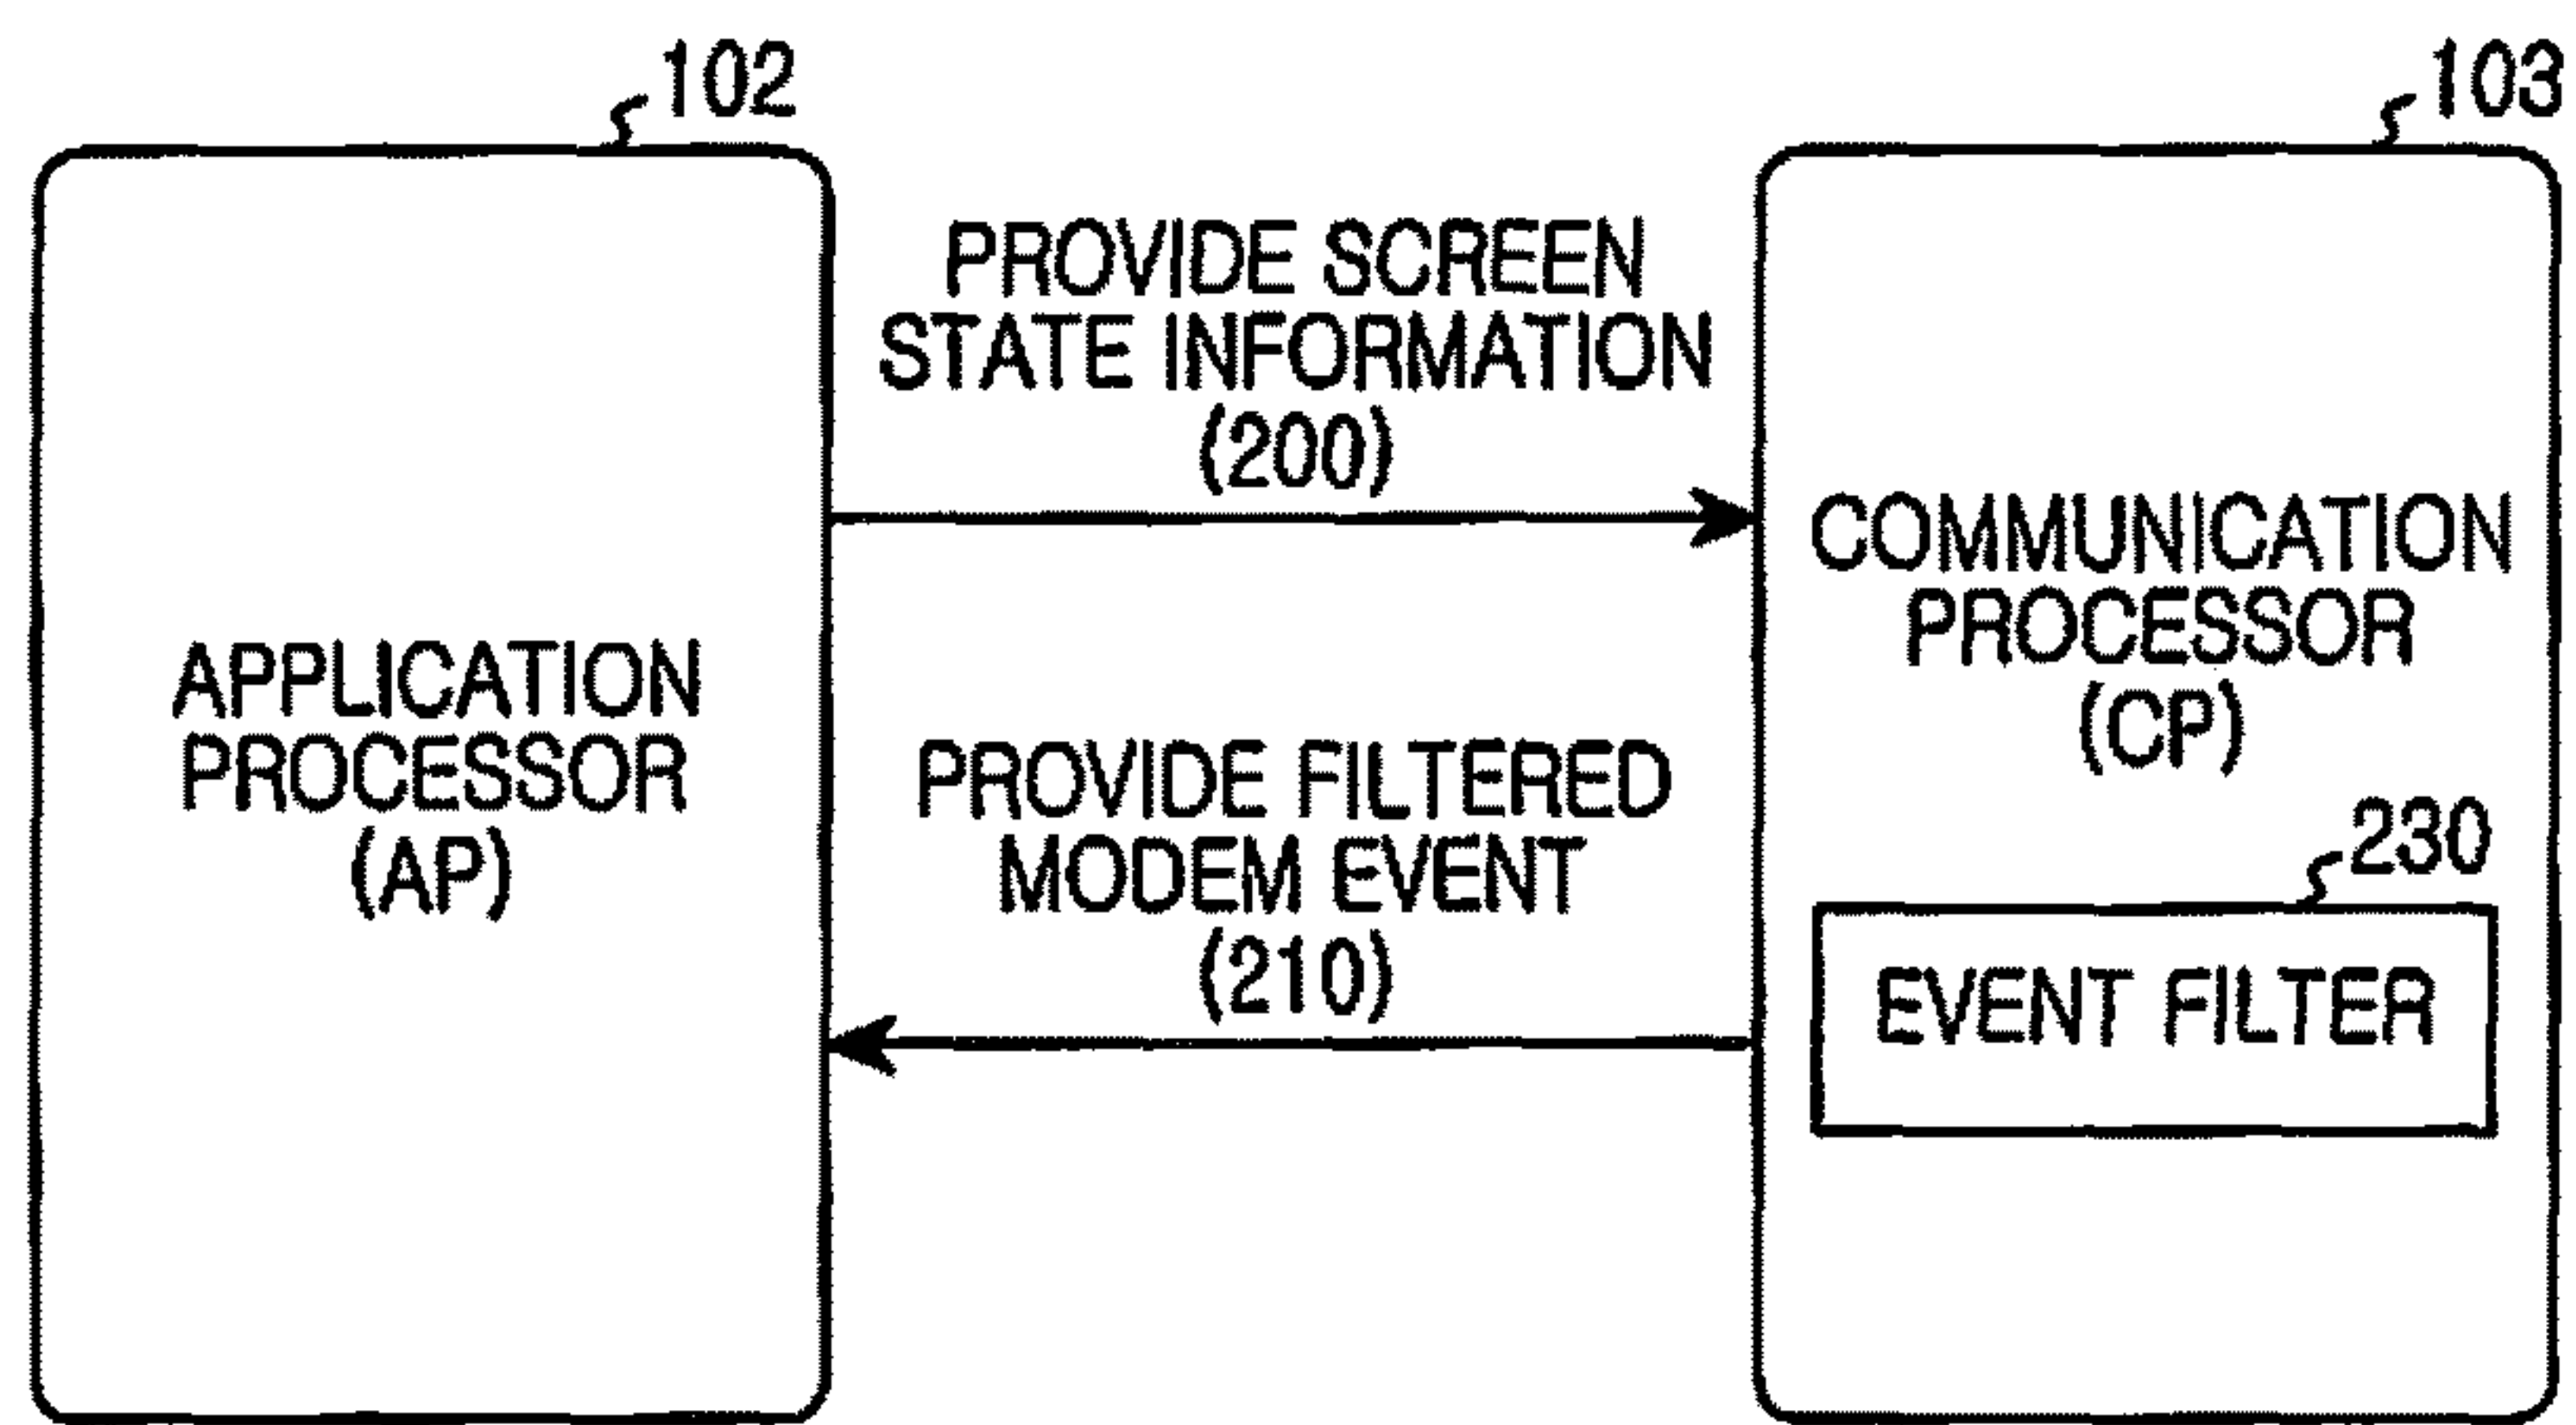 102
103
PROVIDE SCREEN
STATE INFORMATION
(200)
APPLICATION
PROCESSOR
(AP)
COMMUNICATION
PROCESSOR
(CP)
PROVIDE FILTERED
MODEM EVENT
(210)
230
EVENT FILTER